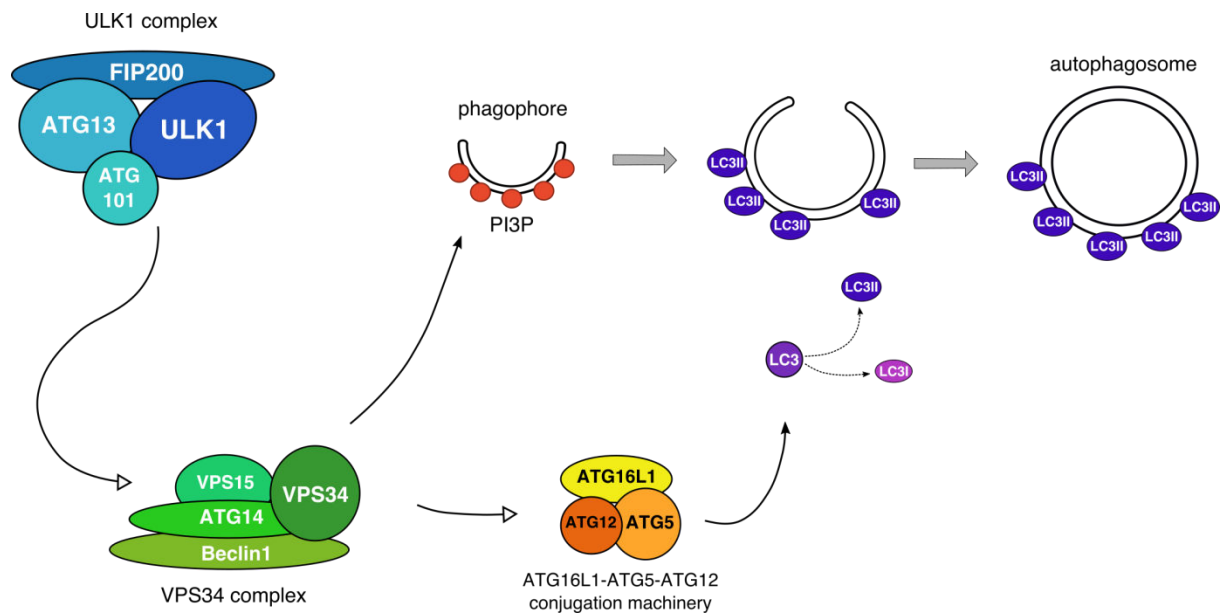 ULK1 complex
FIP200
ATG13
ULK1
ATG
101
phagophore
PI3P
LC3II
LC3II
LC3II
LC3II
autophagosome
LC3II
LC3II
LC3II
LC3II
LC3II
LC3II
LC3
LC3I
VPS15
VPS34
ATG14
Beclin1
VPS34 complex
ATG16L1
ATG12
ATG5
ATG16L1-ATG5-ATG12
conjugation machinery